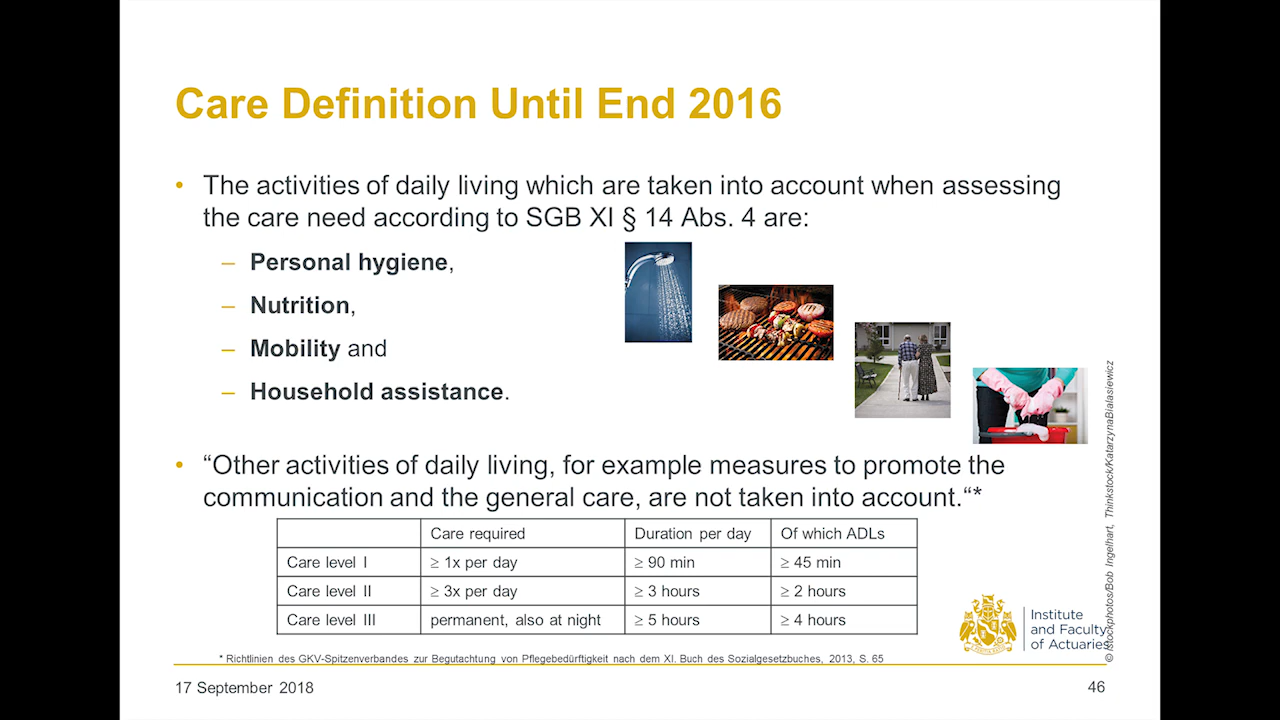 Care Definition Until End 2016
• The activities of daily living which are taken into account when assessing
the care need according to SGB XI § 14 Abs. 4 are:
– Personal hygiene,
– Nutrition,
– Mobility and
– Household assistance.
• “Other activities of daily living, for example measures to promote the
communication and the general care, are not taken into account.“*
Care required Duration per day Of which ADLs
Care level I ≥ 1x per day ≥ 90 min ≥ 45 min
Care level II ≥ 3x per day ≥ 3 hours ≥ 2 hours
Care level III permanent, also at night ≥ 5 hours ≥ 4 hours
* Richtlinien des GKV-Spitzenverbandes zur Begutachtung von Pflegebedürftigkeit nach dem XI. Buch des Sozialgesetzbuches, 2013, S. 65
© Istockphotos/Bob Ingelhart, Thinkstock/KatarzynaBialasiewicz
Institute
and Faculty
of Actuaries
17 September 2018
46